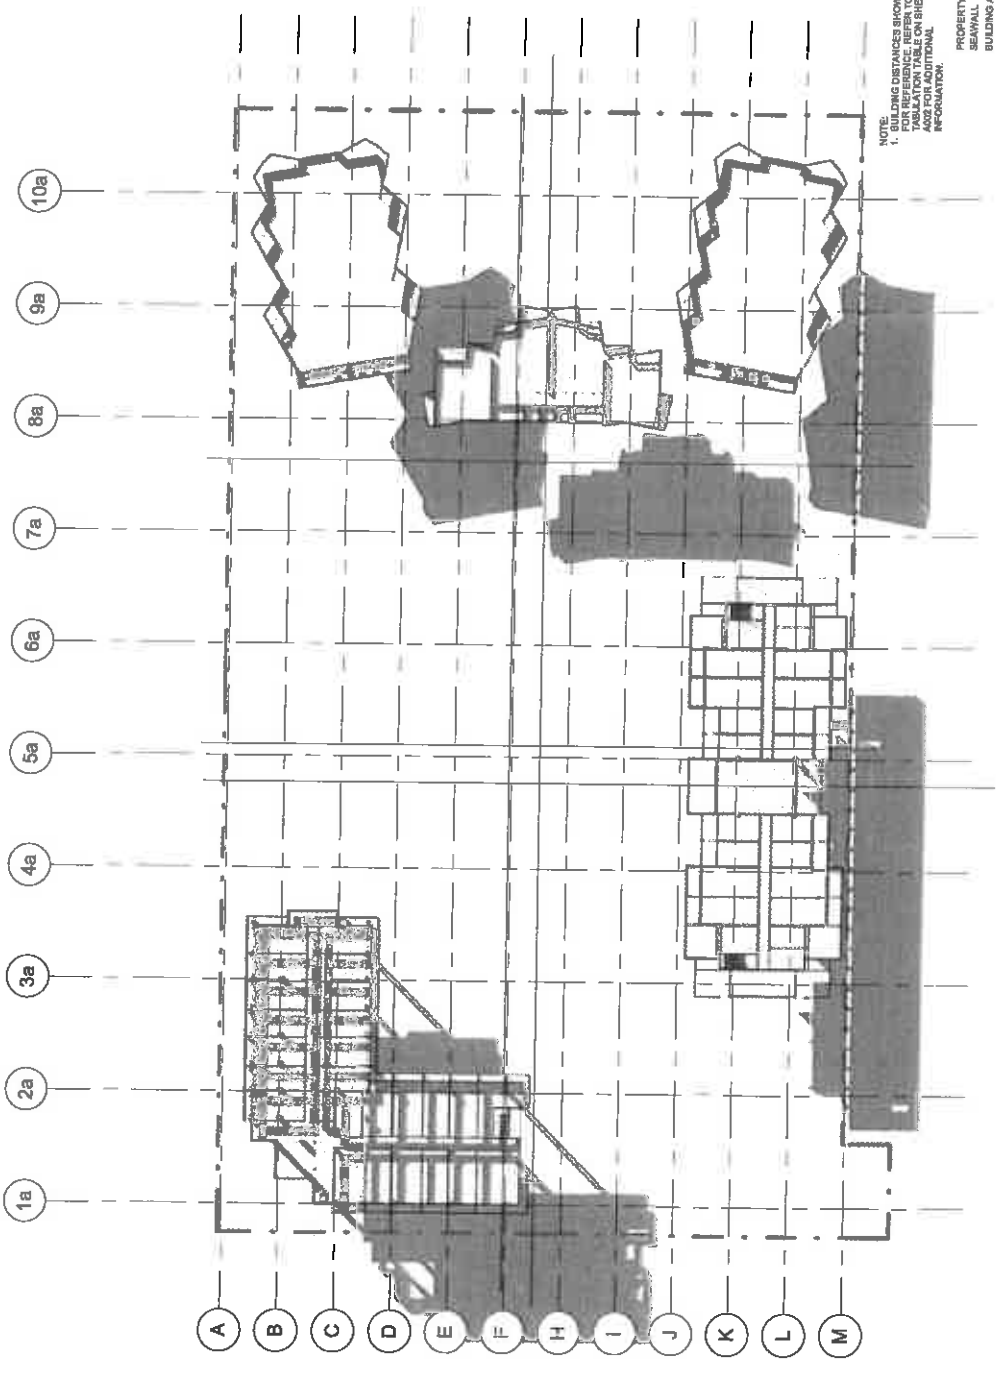 10a
9a
8a
7a
6a
5a
4a
3a
2a
1a
A
B
C
D
E
F
H
I
J
K
L
M
NOTE:
1. BUILDING DISTANCES SHOW
FOR REFERENCE. REFER TO
TABULATION TABLE ON SHE
A002 FOR ADDITIONAL
INFORMATION.
PROPERTY
SEAWALL
BUILDING A